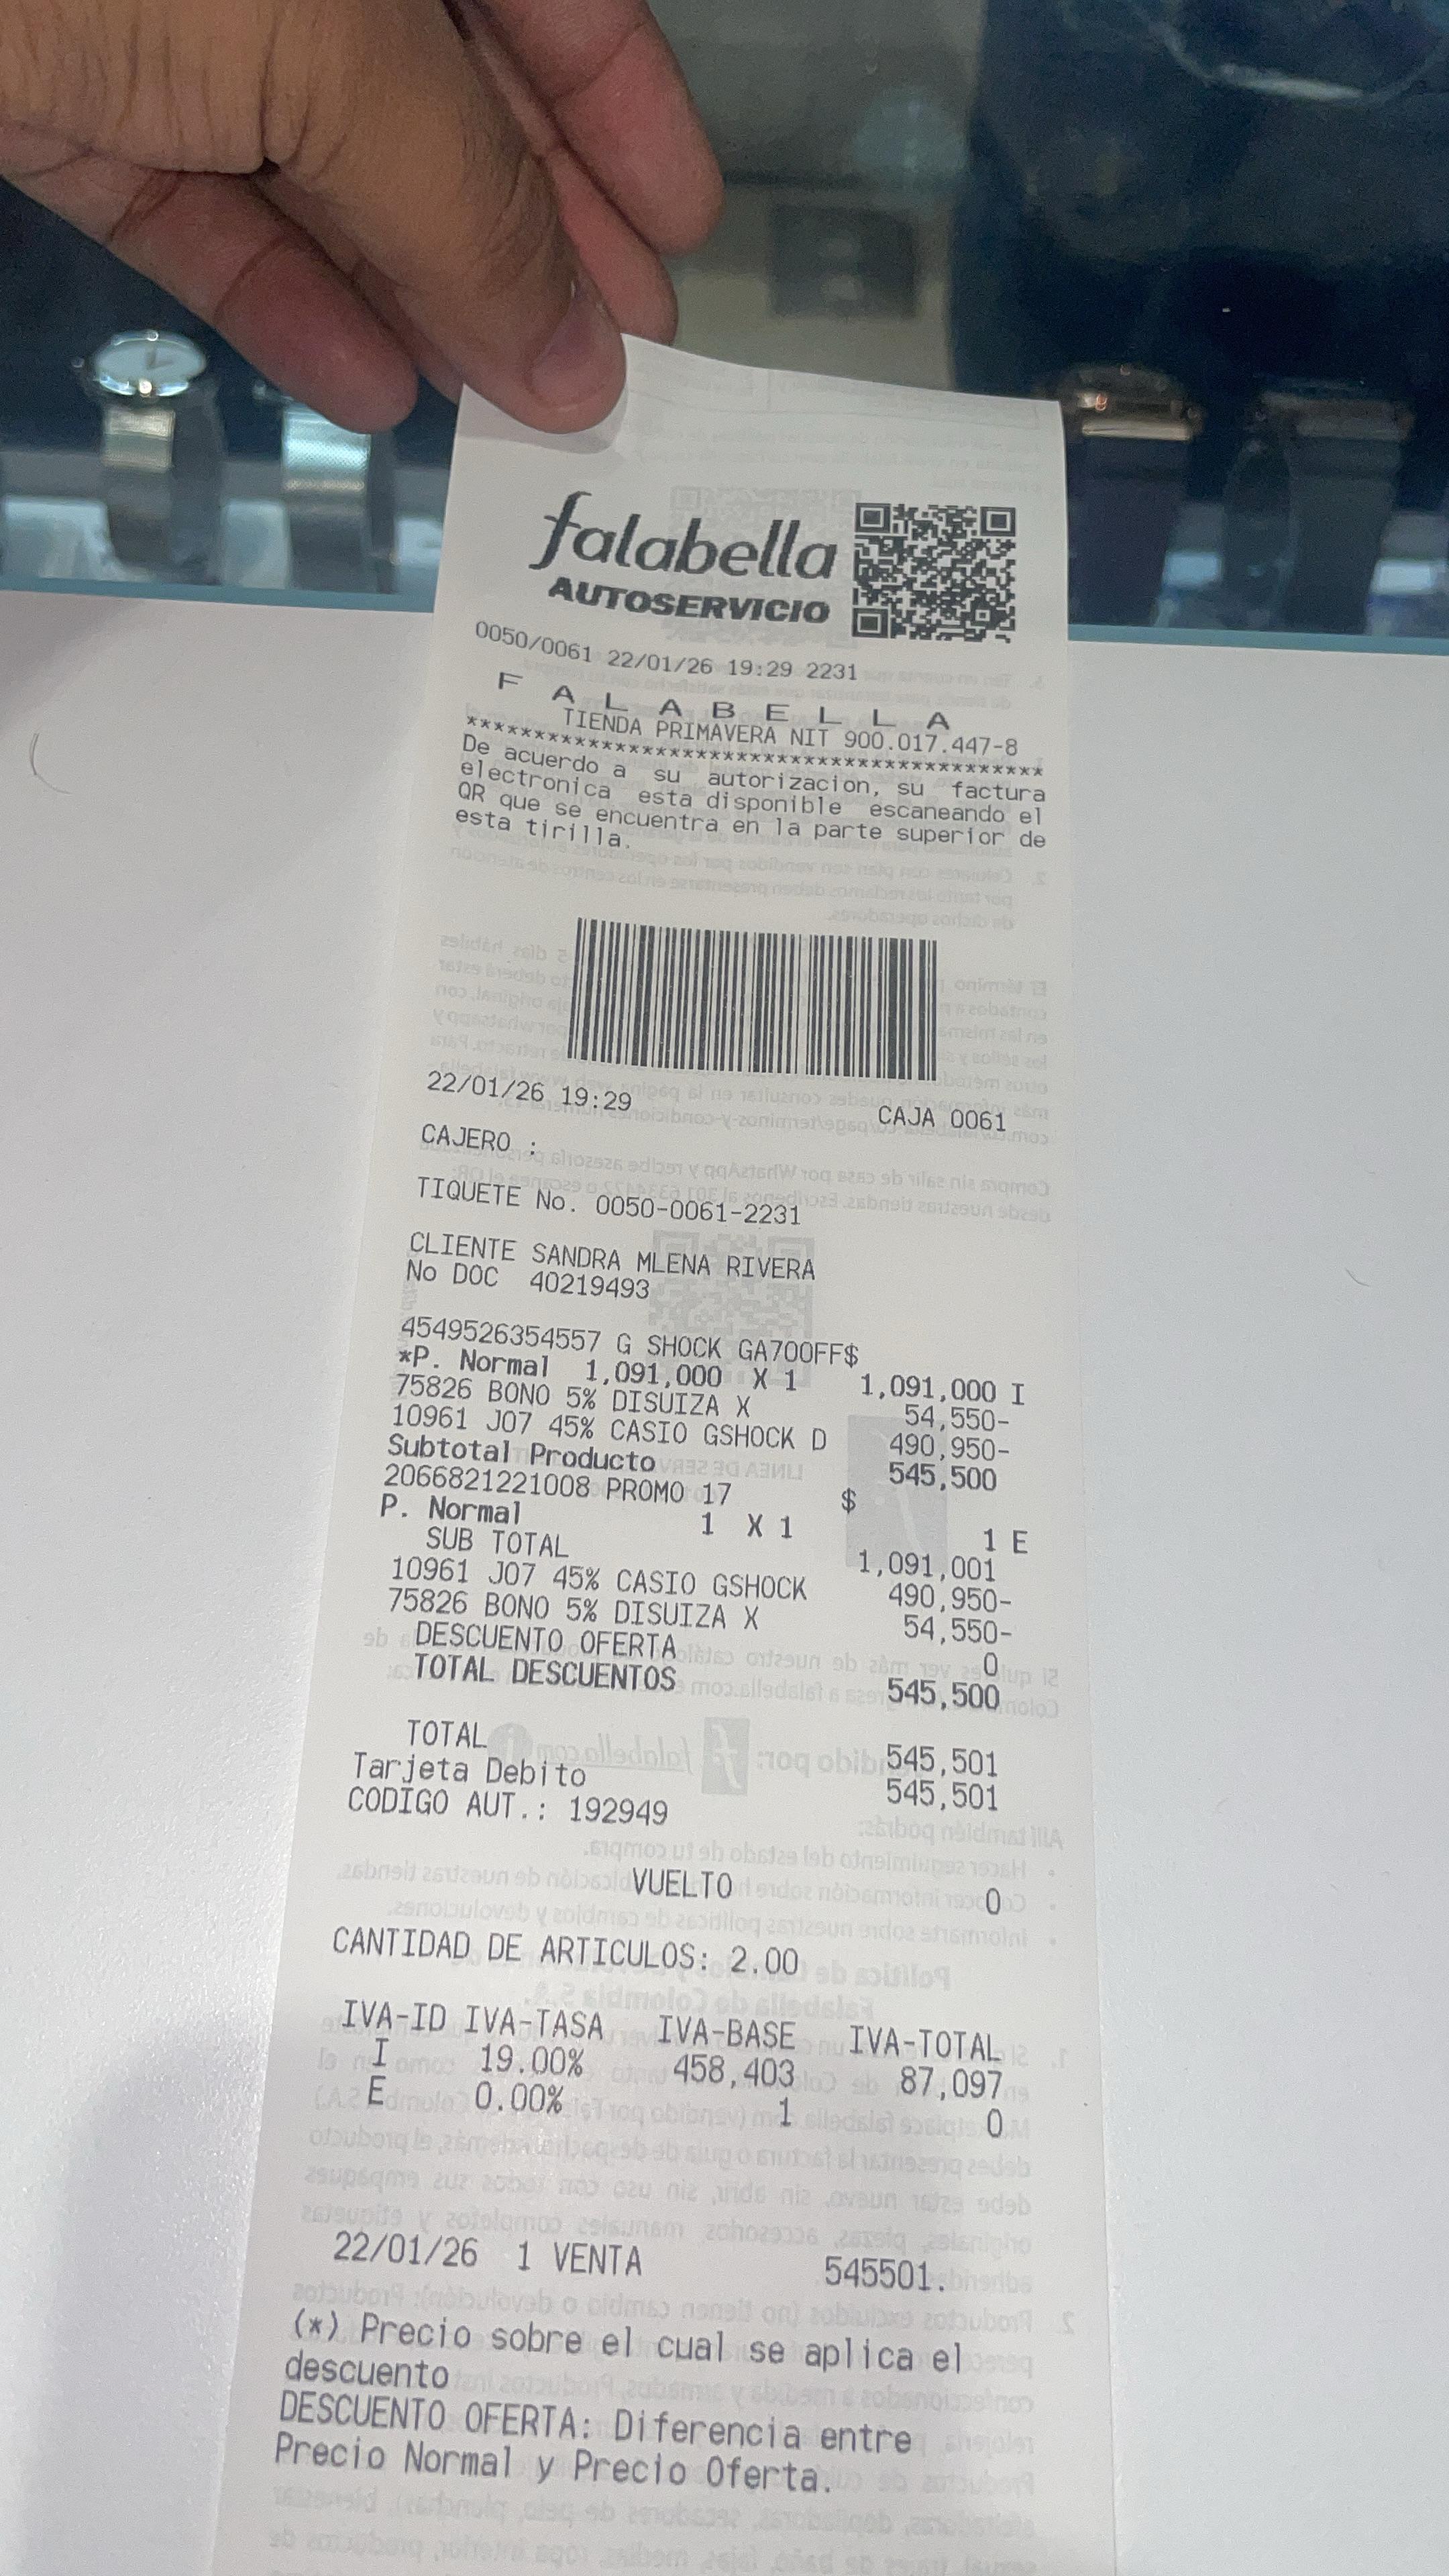 falabella
AUTOSERVICIO
0050/0061 22/01/26 19:29 2231
F A L A B E L L A
TIENDA PRIMAVERA NIT 900.017.447-8
*******************************************
De acuerdo a su autorizacion, su factura
electronica esta disponible escaneando el
QR que se encuentra en la parte superior de
esta tirilla.
22/01/26 19:29 CAJA 0061
CAJERO :
TIQUETE No. 0050-0061-2231
CLIENTE SANDRA MLENA RIVERA
No DOC 40219493
4549526354557 G SHOCK GA700FF$
*P. Normal 1,091,000 X 1 1,091,000 I
75826 BONO 5% DISUIZA X 54,550-
10961 J07 45% CASIO GSHOCK D 490,950-
Subtotal Producto 545,500
2066821221008 PROMO 17 $
P. Normal 1 X 1 1 E
SUB TOTAL 1,091,001
10961 J07 45% CASIO GSHOCK 490,950-
75826 BONO 5% DISUIZA X 54,550-
DESCUENTO OFERTA 0
TOTAL DESCUENTOS 545,500
TOTAL 545,501
Tarjeta Debito 545,501
CODIGO AUT.: 192949
VUELTO 0
CANTIDAD DE ARTICULOS: 2.00
IVA-ID IVA-TASA IVA-BASE IVA-TOTAL
I 19.00% 458,403 87,097
E 0.00% 1 0
22/01/26 1 VENTA 545501.
(*) Precio sobre el cual se aplica el
descuento
DESCUENTO OFERTA: Diferencia entre
Precio Normal y Precio Oferta.